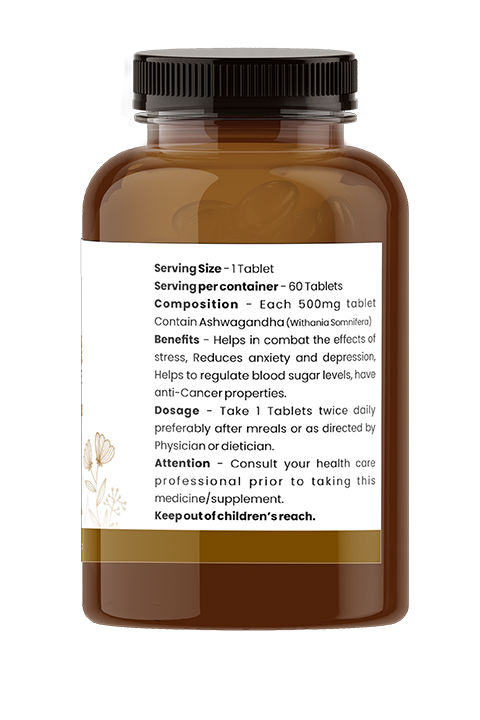 Serving Size - 1 Tablet
Serving per container - 60 Tablets
Composition - Each 500mg tablet
Contain Ashwagandha (Withania Somnifera)
Benefits - Helps in combat the effects of
stress, Reduces anxiety and depression,
Helps to regulate blood sugar levels, have
anti-Cancer properties.
Dosage - Take 1 Tablets twice daily
preferably after mreals or as directed by
Physician or dietician.
Attention - Consult your health care
professional prior to taking this
medicine/supplement.
Keep out of children's reach.